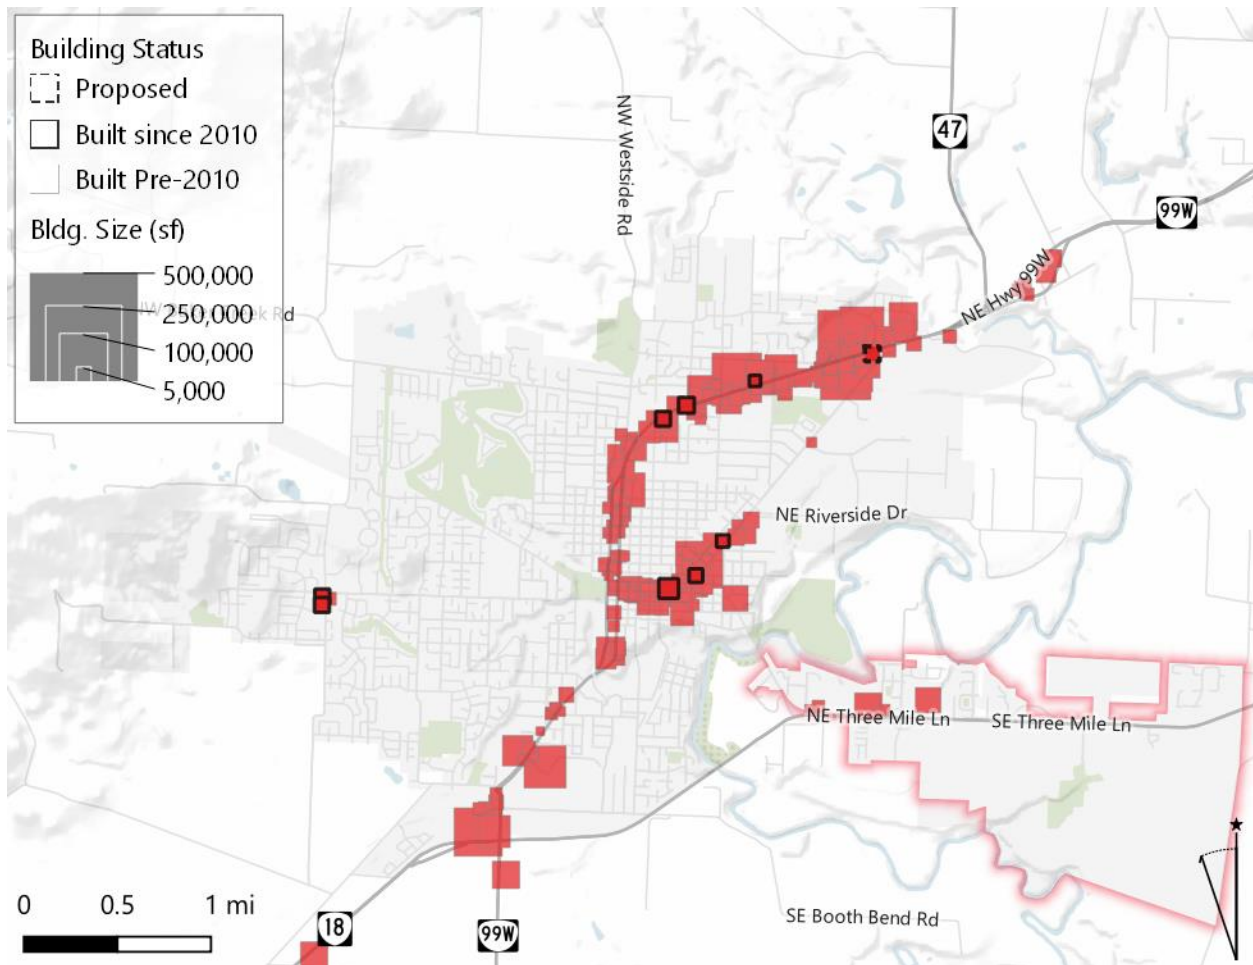 Building Status
Proposed
Built since 2010
Built Pre-2010
Bldg. Size (sf)
500,000
250,000
100,000
5,000
ek Rd
NW Westside Rd
47
99W
NE Hwy 99W
NE Riverside Dr
NE Three Mile Ln
SE Three Mile Ln
SE Booth Bend Rd
0 0.5 1 mi
18
99W